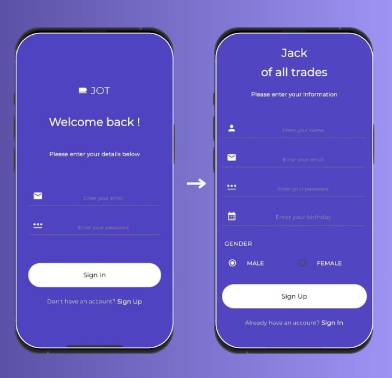 JOT
Welcome back !
Please enter your details below
Enter your email
Enter your password
Sign In
Don't have an account? Sign Up
Jack
of all trades
Please enter your information
Enter your name
Enter your email
Enter your password
Enter your birthday
GENDER
MALE
FEMALE
Sign Up
Already have an account? Sign In